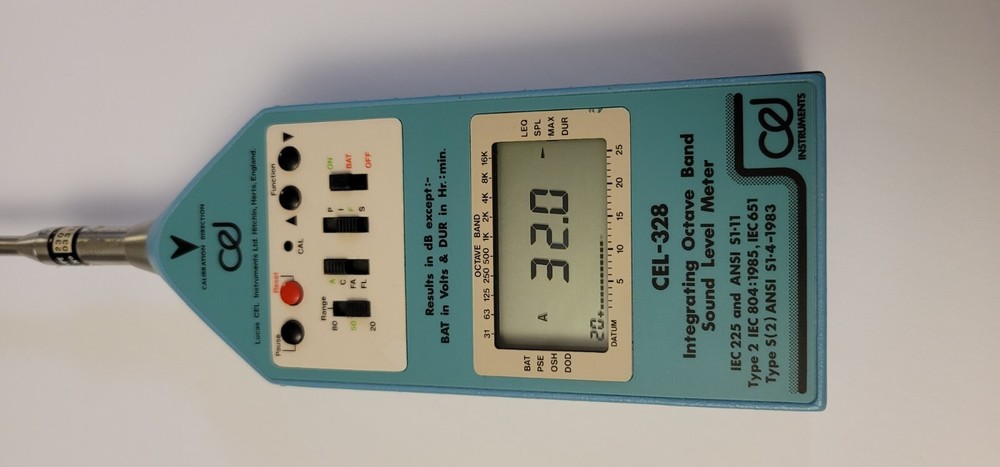 CALIBRATION DIRECTION
cel
Lucas CEL Instruments Ltd. Hitchin, Herts, England.
Pause
Reset
CAL
Function
Range
80
50
20
A
C
FA
FL
P
I
S
ON
BAT
OFF
Results in dB except:-
BAT in Volts & DUR in Hr.:min.
OCTAVE BAND
31 63 125 250 500 1K 2K 4K 8K 16K
BAT
PSE
OSH
DOD
LEQ
SPL
MAX
DUR
A
32.0
20+
DATUM 5 10 15 20 25
CEL-328
Integrating Octave Band
Sound Level Meter
IEC 225 and ANSI S1·11
Type 2 IEC 804:1985, IEC 651
Type S(2) ANSI S1·4-1983
cel
INSTRUMENTS